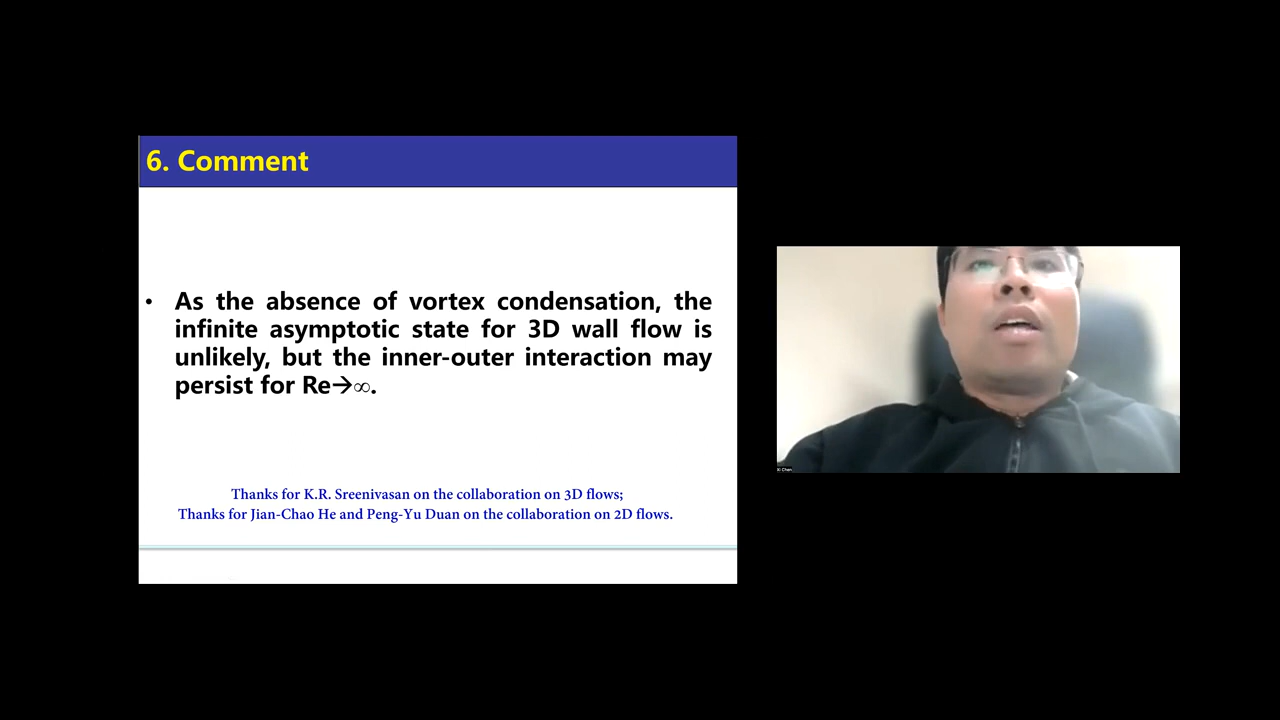 6. Comment
• As the absence of vortex condensation, the
infinite asymptotic state for 3D wall flow is
unlikely, but the inner-outer interaction may
persist for Re→∞.
Thanks for K.R. Sreenivasan on the collaboration on 3D flows;
Thanks for Jian-Chao He and Peng-Yu Duan on the collaboration on 2D flows.
Xi Chen